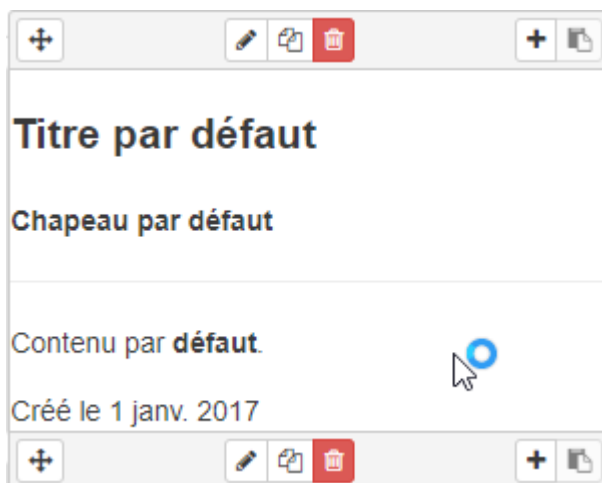 Titre par défaut
Chapeau par défaut
Contenu par défaut.
Créé le 1 janv. 2017